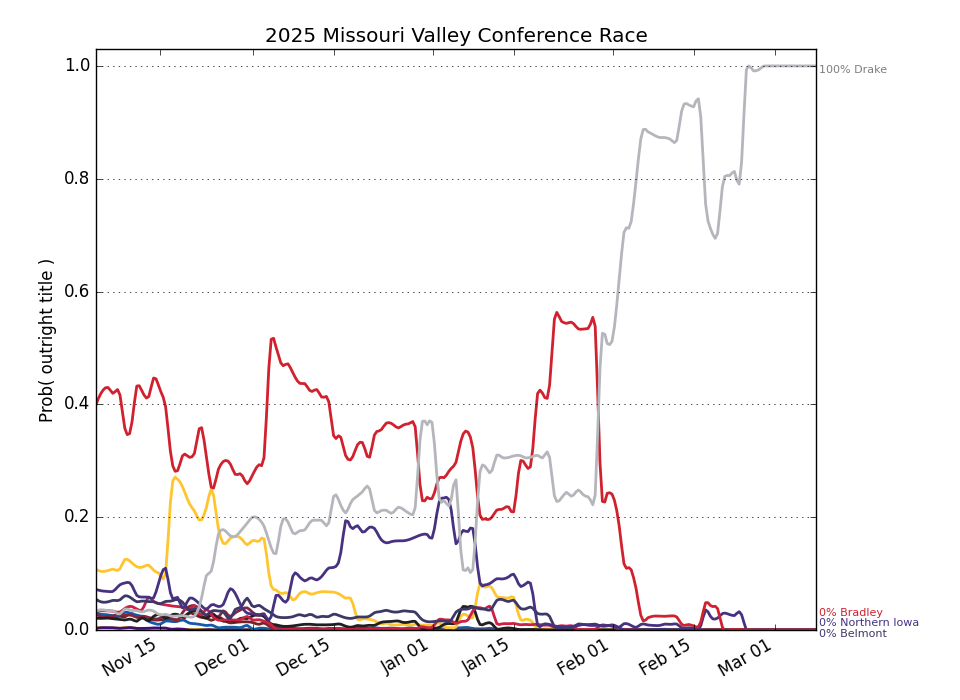 2025 Missouri Valley Conference Race
1.0
0.8
0.6
0.4
0.2
0.0
Prob( outright title )
100% Drake
0% Bradley
0% Northern Iowa
0% Belmont
Nov 15
Dec 01
Dec 15
Jan 01
Jan 15
Feb 01
Feb 15
Mar 01